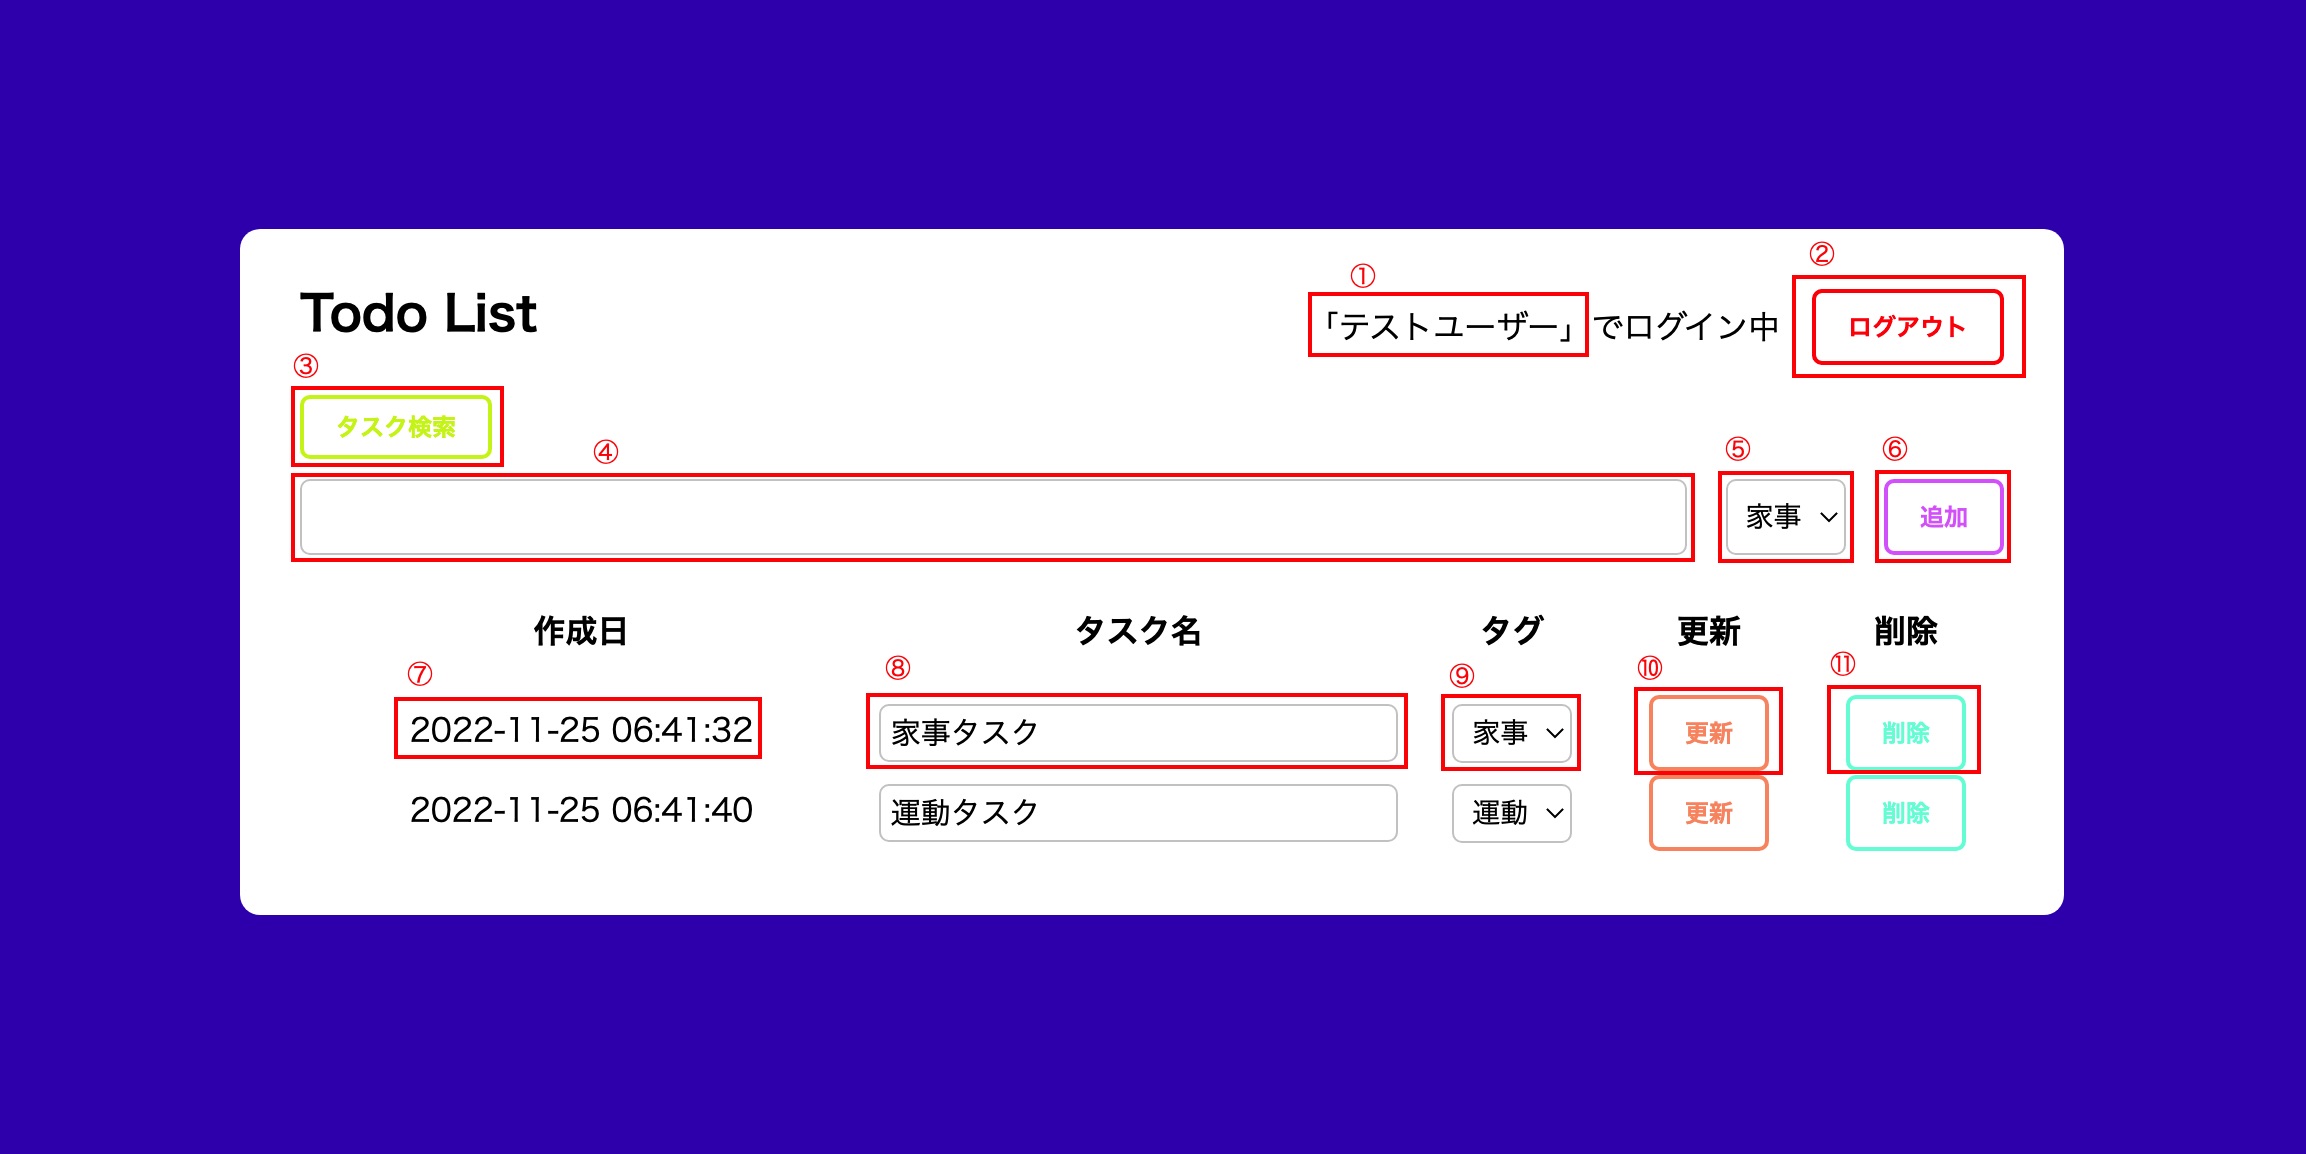 ②
①
Todo List
「テストユーザー」でログイン中
ログアウト
③
タスク検索
④
⑤
⑥
家事
追加
作成日 タスク名 タグ 更新 削除
⑦ ⑧ ⑨ ⑩ ⑪
2022-11-25 06:41:32 家事タスク 家事 更新 削除
2022-11-25 06:41:40 運動タスク 運動 更新 削除